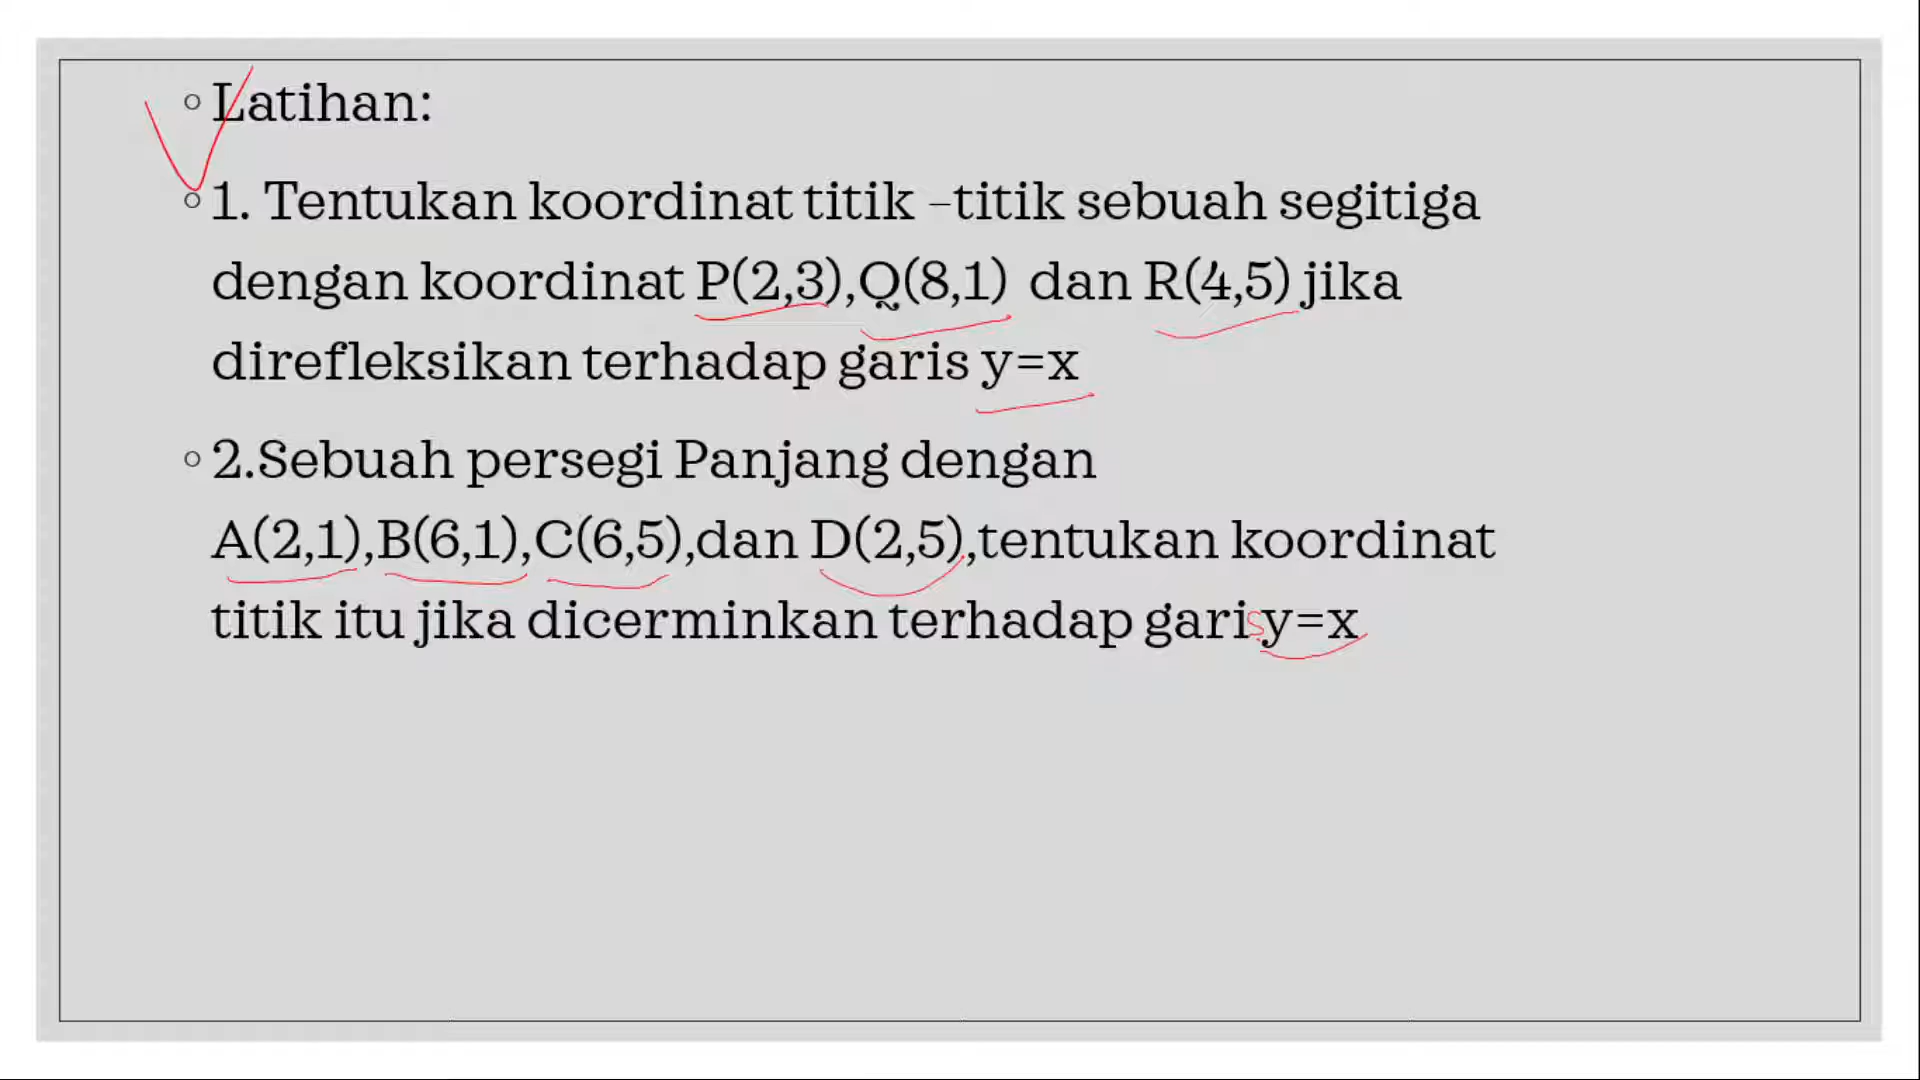 Latihan:
1. Tentukan koordinat titik –titik sebuah segitiga
dengan koordinat P(2,3),Q(8,1) dan R(4,5) jika
direfleksikan terhadap garis y=x
2.Sebuah persegi Panjang dengan
A(2,1),B(6,1),C(6,5),dan D(2,5),tentukan koordinat
titik itu jika dicerminkan terhadap garis y=x